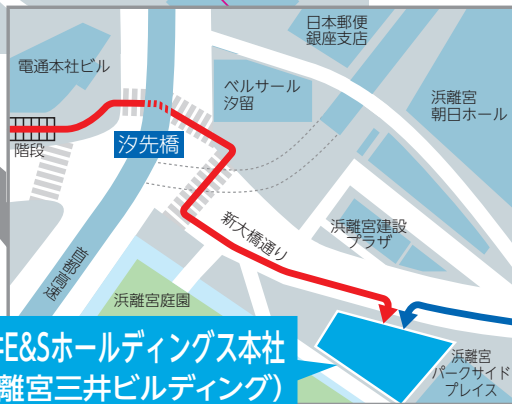 日本郵便
銀座支店
電通本社ビル
ベルサール
汐留
浜離宮
朝日ホール
階段
汐先橋
新大橋通り
浜離宮建設
プラザ
首都高速
浜離宮庭園
E&Sホールディングス本社
離宮三井ビルディング)
浜離宮
パークサイド
プレイス